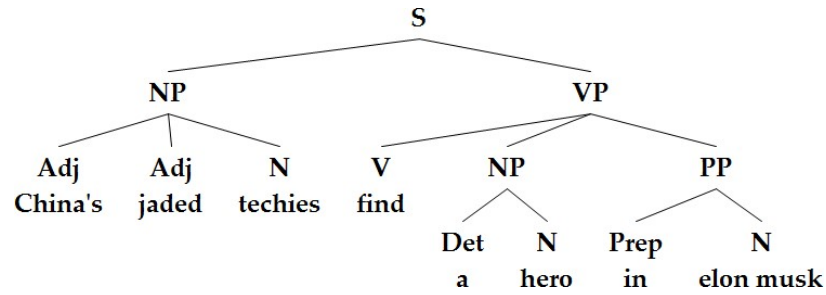 S
NP VP
Adj Adj N V NP PP
China's jaded techies find
Det N Prep N
a hero in elon musk